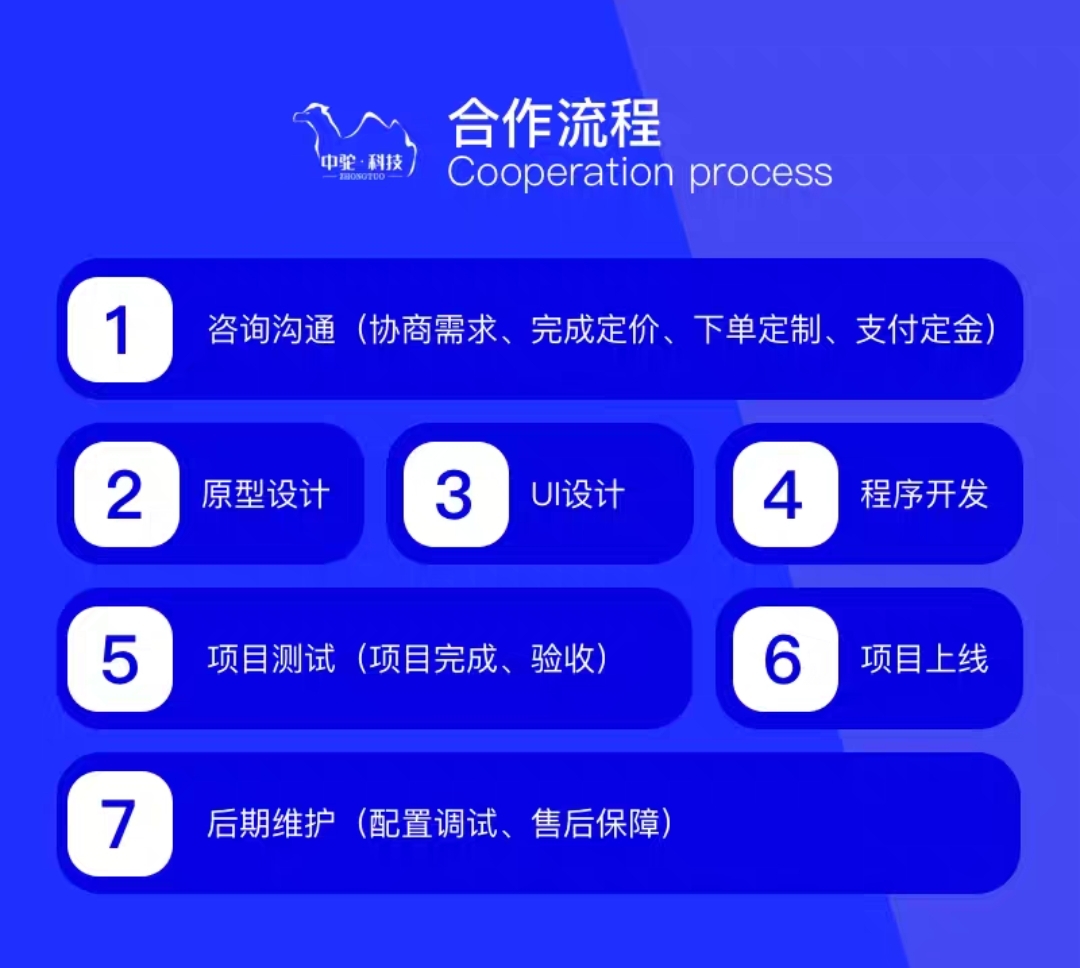 中驼·科技
ZHONGTUO
合作流程
Cooperation process
1
咨询沟通（协商需求、完成定价、下单定制、支付定金）
2
原型设计
3
UI设计
4
程序开发
5
项目测试（项目完成、验收）
6
项目上线
7
后期维护（配置调试、售后保障）